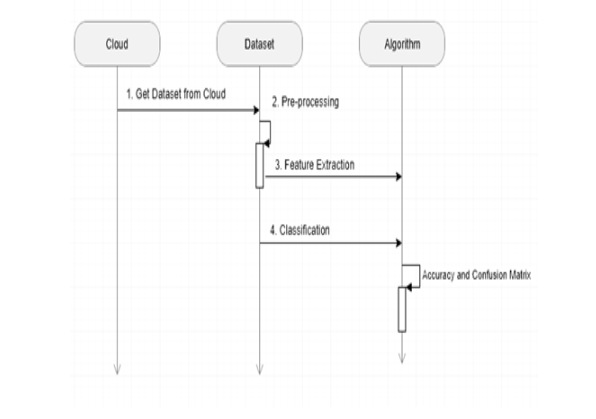 Cloud
Dataset
Algorithm
1. Get Dataset from Cloud
2. Pre-processing
3. Feature Extraction
4. Classification
Accuracy and Confusion Matrix